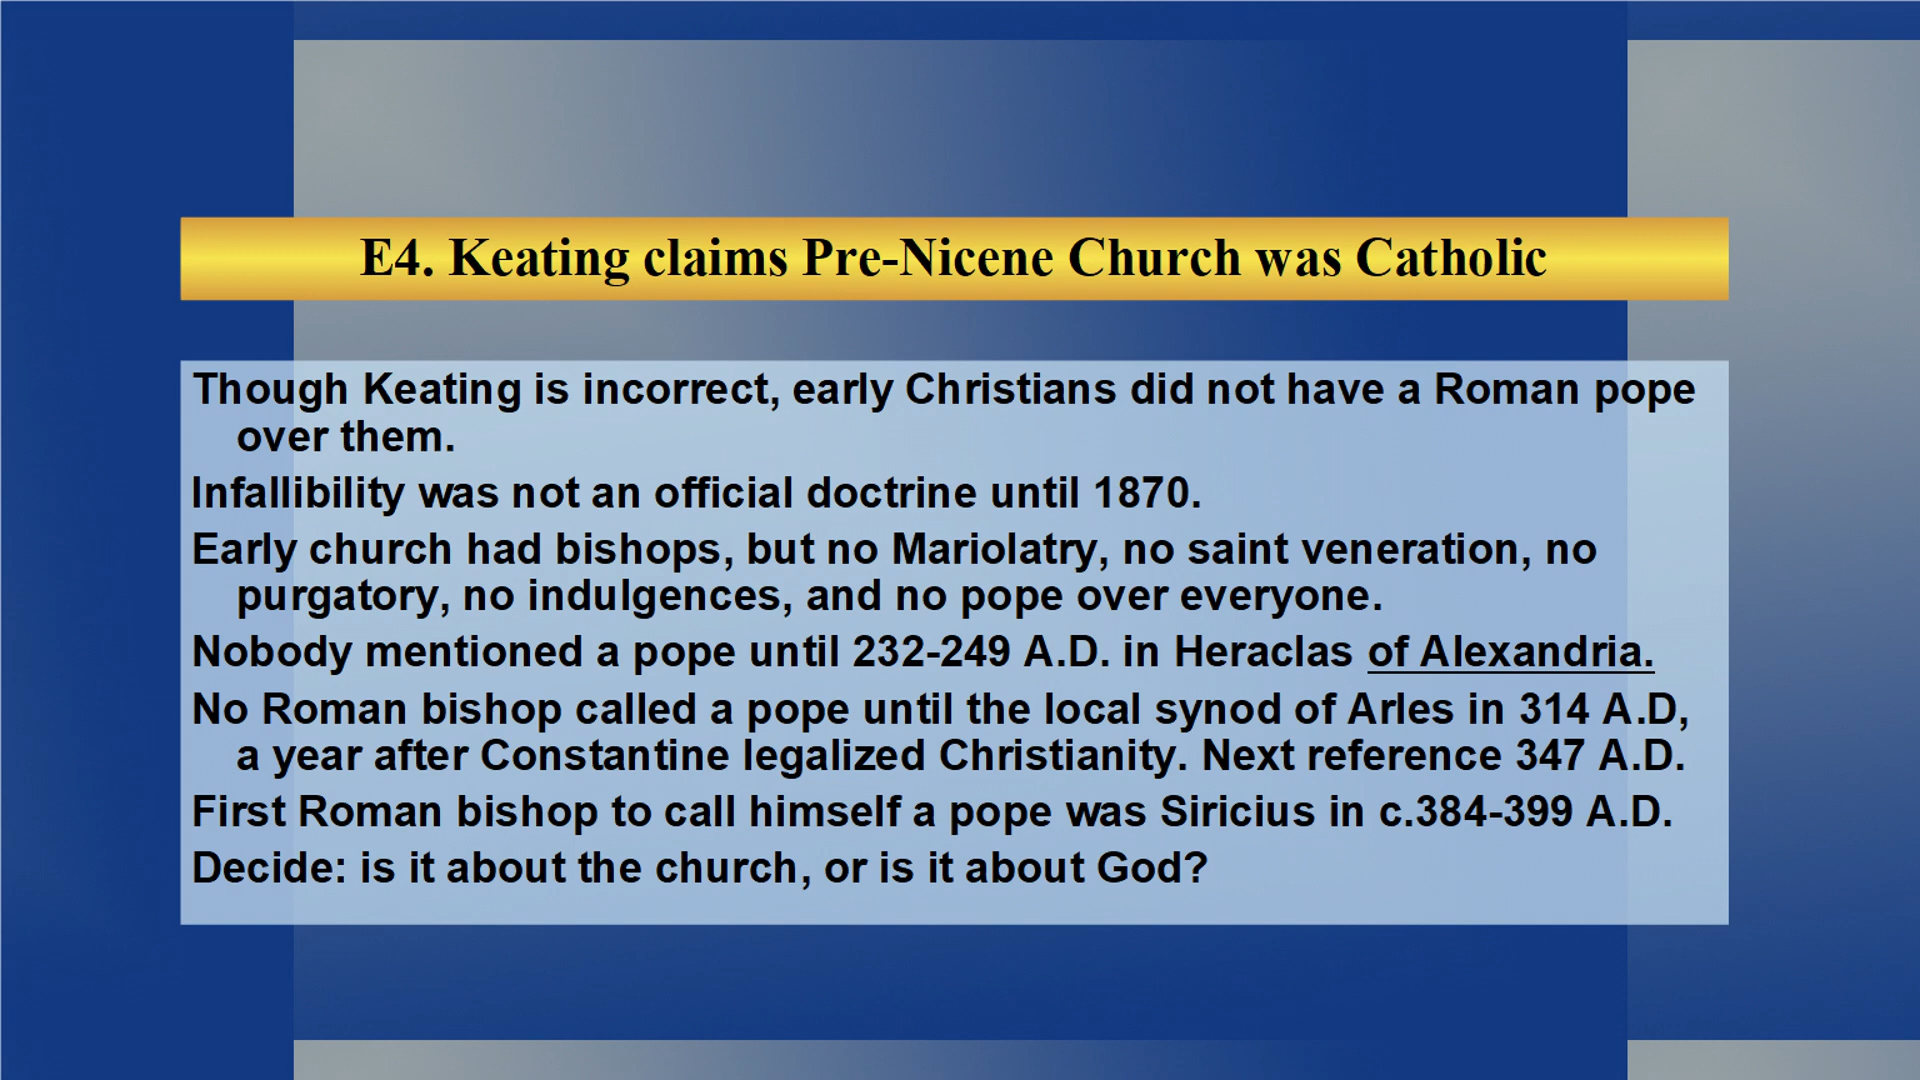 E4. Keating claims Pre-Nicene Church was Catholic
Though Keating is incorrect, early Christians did not have a Roman pope
over them.
Infallibility was not an official doctrine until 1870.
Early church had bishops, but no Mariolatry, no saint veneration, no
purgatory, no indulgences, and no pope over everyone.
Nobody mentioned a pope until 232-249 A.D. in Heraclas of Alexandria.
No Roman bishop called a pope until the local synod of Arles in 314 A.D,
a year after Constantine legalized Christianity. Next reference 347 A.D.
First Roman bishop to call himself a pope was Siricius in c.384-399 A.D.
Decide: is it about the church, or is it about God?